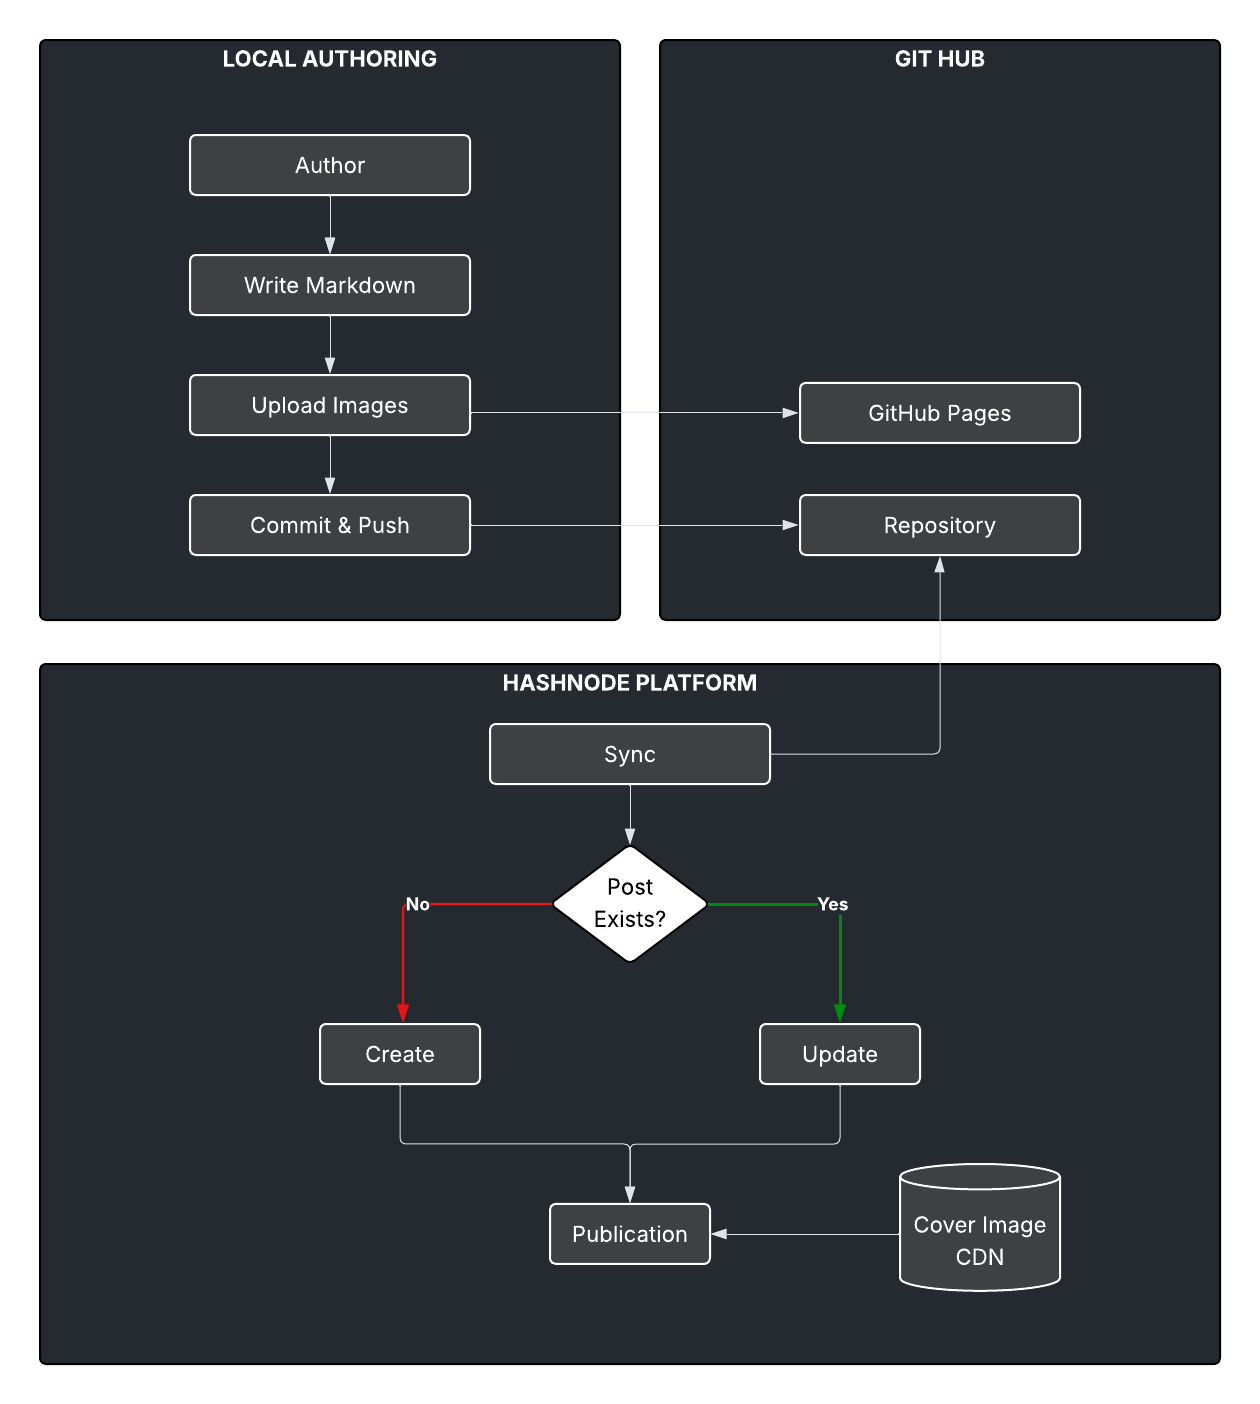 LOCAL AUTHORING
Author
Write Markdown
Upload Images
Commit & Push
GIT HUB
GitHub Pages
Repository
HASHNODE PLATFORM
Sync
Post
Exists?
No
Yes
Create
Update
Publication
Cover Image
CDN